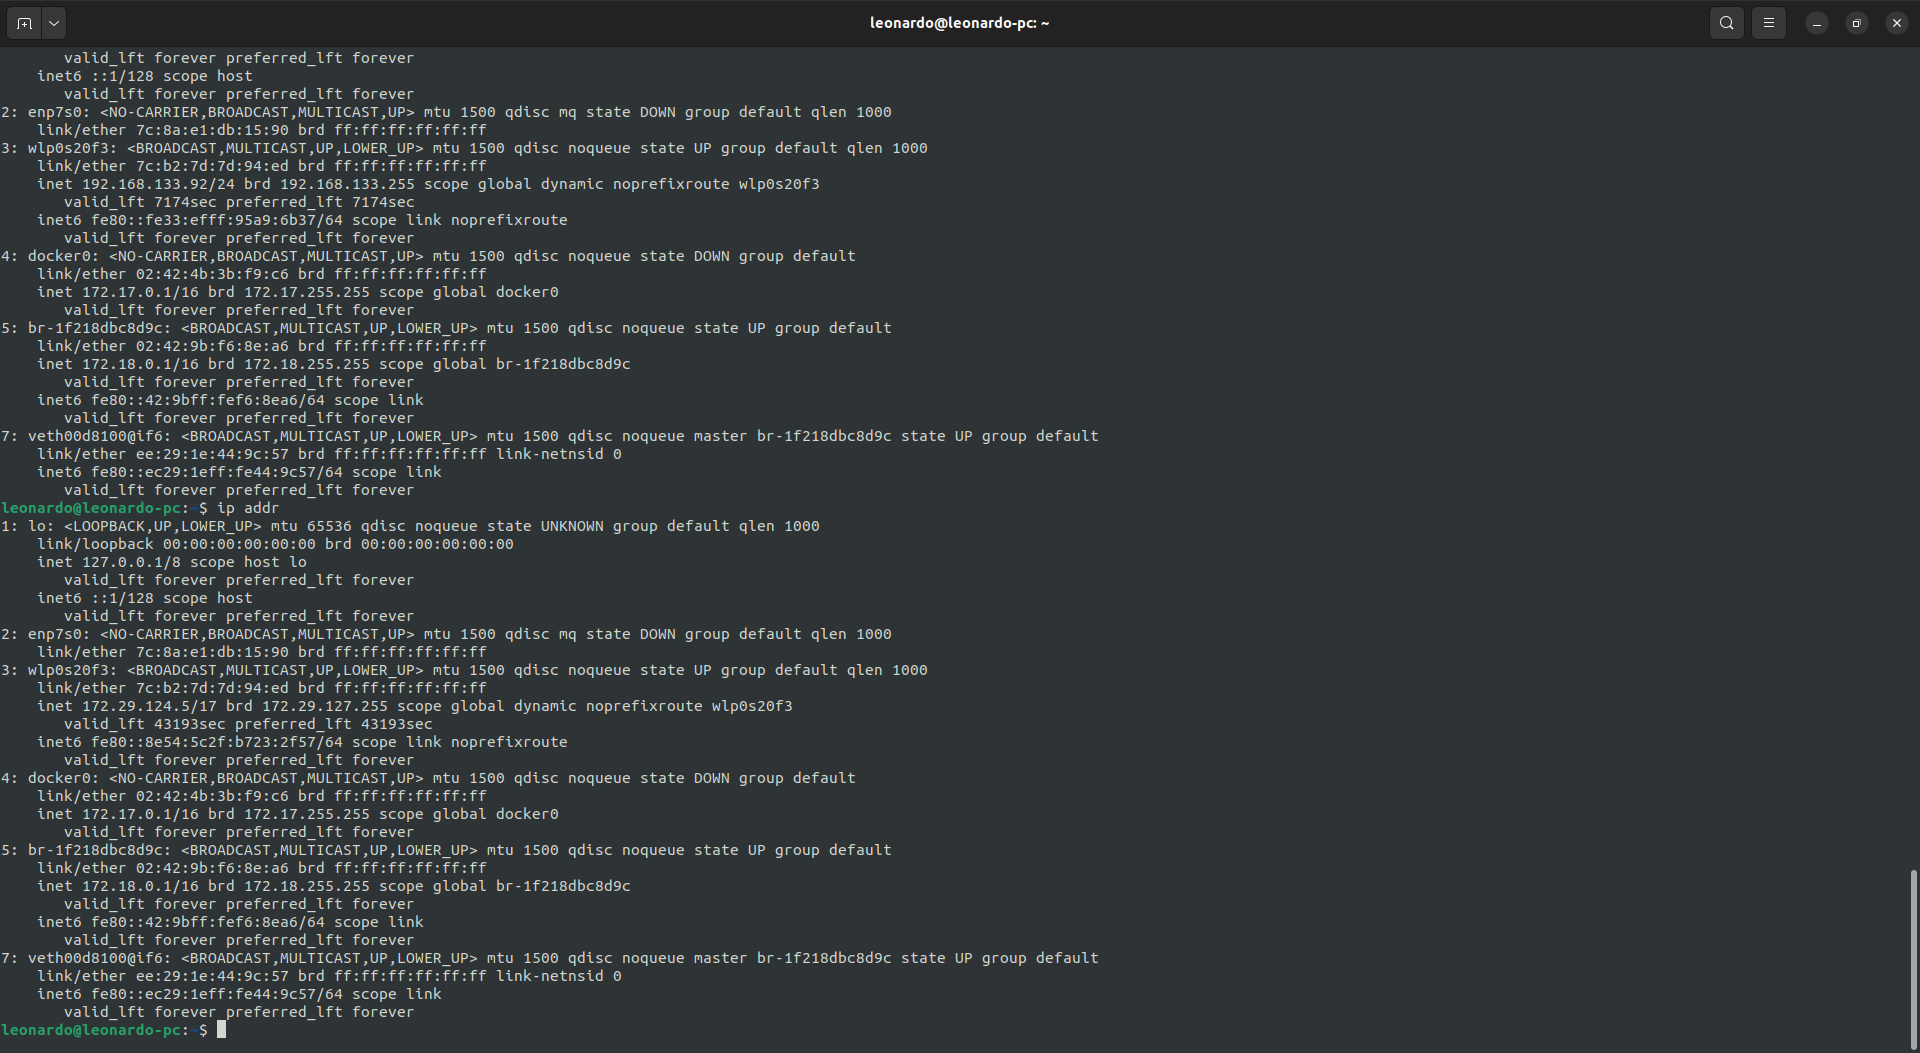 leonardo@leonardo-pc: ~
valid_lft forever preferred_lft forever
inet6 ::1/128 scope host
valid_lft forever preferred_lft forever
2: enp7s0: <NO-CARRIER,BROADCAST,MULTICAST,UP> mtu 1500 qdisc mq state DOWN group default qlen 1000
link/ether 7c:8a:e1:db:15:90 brd ff:ff:ff:ff:ff:ff
3: wlp0s20f3: <BROADCAST,MULTICAST,UP,LOWER_UP> mtu 1500 qdisc noqueue state UP group default qlen 1000
link/ether 7c:b2:7d:7d:94:ed brd ff:ff:ff:ff:ff:ff
inet 192.168.133.92/24 brd 192.168.133.255 scope global dynamic noprefixroute wlp0s20f3
valid_lft 7174sec preferred_lft 7174sec
inet6 fe80::fe33:efff:95a9:6b37/64 scope link noprefixroute
valid_lft forever preferred_lft forever
4: docker0: <NO-CARRIER,BROADCAST,MULTICAST,UP> mtu 1500 qdisc noqueue state DOWN group default
link/ether 02:42:4b:3b:f9:c6 brd ff:ff:ff:ff:ff:ff
inet 172.17.0.1/16 brd 172.17.255.255 scope global docker0
valid_lft forever preferred_lft forever
5: br-1f218dbc8d9c: <BROADCAST,MULTICAST,UP,LOWER_UP> mtu 1500 qdisc noqueue state UP group default
link/ether 02:42:9b:f6:8e:a6 brd ff:ff:ff:ff:ff:ff
inet 172.18.0.1/16 brd 172.18.255.255 scope global br-1f218dbc8d9c
valid_lft forever preferred_lft forever
inet6 fe80::42:9bff:fef6:8ea6/64 scope link
valid_lft forever preferred_lft forever
7: veth00d8100@if6: <BROADCAST,MULTICAST,UP,LOWER_UP> mtu 1500 qdisc noqueue master br-1f218dbc8d9c state UP group default
link/ether ee:29:1e:44:9c:57 brd ff:ff:ff:ff:ff:ff link-netnsid 0
inet6 fe80::ec29:1eff:fe44:9c57/64 scope link
valid_lft forever preferred_lft forever
leonardo@leonardo-pc:~$ ip addr
1: lo: <LOOPBACK,UP,LOWER_UP> mtu 65536 qdisc noqueue state UNKNOWN group default qlen 1000
link/loopback 00:00:00:00:00:00 brd 00:00:00:00:00:00
inet 127.0.0.1/8 scope host lo
valid_lft forever preferred_lft forever
inet6 ::1/128 scope host
valid_lft forever preferred_lft forever
2: enp7s0: <NO-CARRIER,BROADCAST,MULTICAST,UP> mtu 1500 qdisc mq state DOWN group default qlen 1000
link/ether 7c:8a:e1:db:15:90 brd ff:ff:ff:ff:ff:ff
3: wlp0s20f3: <BROADCAST,MULTICAST,UP,LOWER_UP> mtu 1500 qdisc noqueue state UP group default qlen 1000
link/ether 7c:b2:7d:7d:94:ed brd ff:ff:ff:ff:ff:ff
inet 172.29.124.5/17 brd 172.29.127.255 scope global dynamic noprefixroute wlp0s20f3
valid_lft 43193sec preferred_lft 43193sec
inet6 fe80::8e54:5c2f:b723:2f57/64 scope link noprefixroute
valid_lft forever preferred_lft forever
4: docker0: <NO-CARRIER,BROADCAST,MULTICAST,UP> mtu 1500 qdisc noqueue state DOWN group default
link/ether 02:42:4b:3b:f9:c6 brd ff:ff:ff:ff:ff:ff
inet 172.17.0.1/16 brd 172.17.255.255 scope global docker0
valid_lft forever preferred_lft forever
5: br-1f218dbc8d9c: <BROADCAST,MULTICAST,UP,LOWER_UP> mtu 1500 qdisc noqueue state UP group default
link/ether 02:42:9b:f6:8e:a6 brd ff:ff:ff:ff:ff:ff
inet 172.18.0.1/16 brd 172.18.255.255 scope global br-1f218dbc8d9c
valid_lft forever preferred_lft forever
inet6 fe80::42:9bff:fef6:8ea6/64 scope link
valid_lft forever preferred_lft forever
7: veth00d8100@if6: <BROADCAST,MULTICAST,UP,LOWER_UP> mtu 1500 qdisc noqueue master br-1f218dbc8d9c state UP group default
link/ether ee:29:1e:44:9c:57 brd ff:ff:ff:ff:ff:ff link-netnsid 0
inet6 fe80::ec29:1eff:fe44:9c57/64 scope link
valid_lft forever preferred_lft forever
leonardo@leonardo-pc:~$